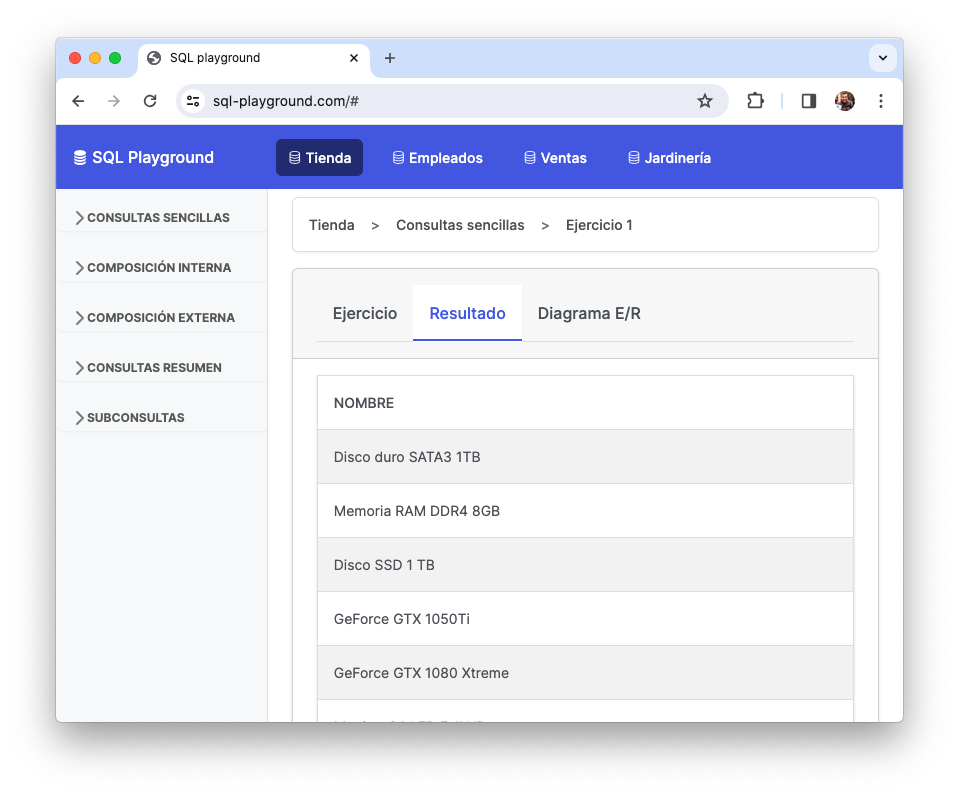 SQL playground
sql-playground.com/#
SQL Playground
Tienda
Empleados
Ventas
Jardinería
CONSULTAS SENCILLAS
COMPOSICIÓN INTERNA
COMPOSICIÓN EXTERNA
CONSULTAS RESUMEN
SUBCONSULTAS
Tienda > Consultas sencillas > Ejercicio 1
Ejercicio
Resultado
Diagrama E/R
NOMBRE
Disco duro SATA3 1TB
Memoria RAM DDR4 8GB
Disco SSD 1 TB
GeForce GTX 1050Ti
GeForce GTX 1080 Xtreme